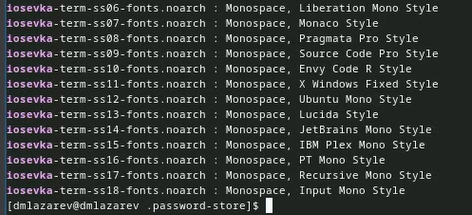 iosevka-term-ss06-fonts.noarch : Monospace, Liberation Mono Style
iosevka-term-ss07-fonts.noarch : Monospace, Monaco Style
iosevka-term-ss08-fonts.noarch : Monospace, Pragmata Pro Style
iosevka-term-ss09-fonts.noarch : Monospace, Source Code Pro Style
iosevka-term-ss10-fonts.noarch : Monospace, Envy Code R Style
iosevka-term-ss11-fonts.noarch : Monospace, X Windows Fixed Style
iosevka-term-ss12-fonts.noarch : Monospace, Ubuntu Mono Style
iosevka-term-ss13-fonts.noarch : Monospace, Lucida Style
iosevka-term-ss14-fonts.noarch : Monospace, JetBrains Mono Style
iosevka-term-ss15-fonts.noarch : Monospace, IBM Plex Mono Style
iosevka-term-ss16-fonts.noarch : Monospace, PT Mono Style
iosevka-term-ss17-fonts.noarch : Monospace, Recursive Mono Style
iosevka-term-ss18-fonts.noarch : Monospace, Input Mono Style
[dmlazarev@dmlazarev .password-store]$